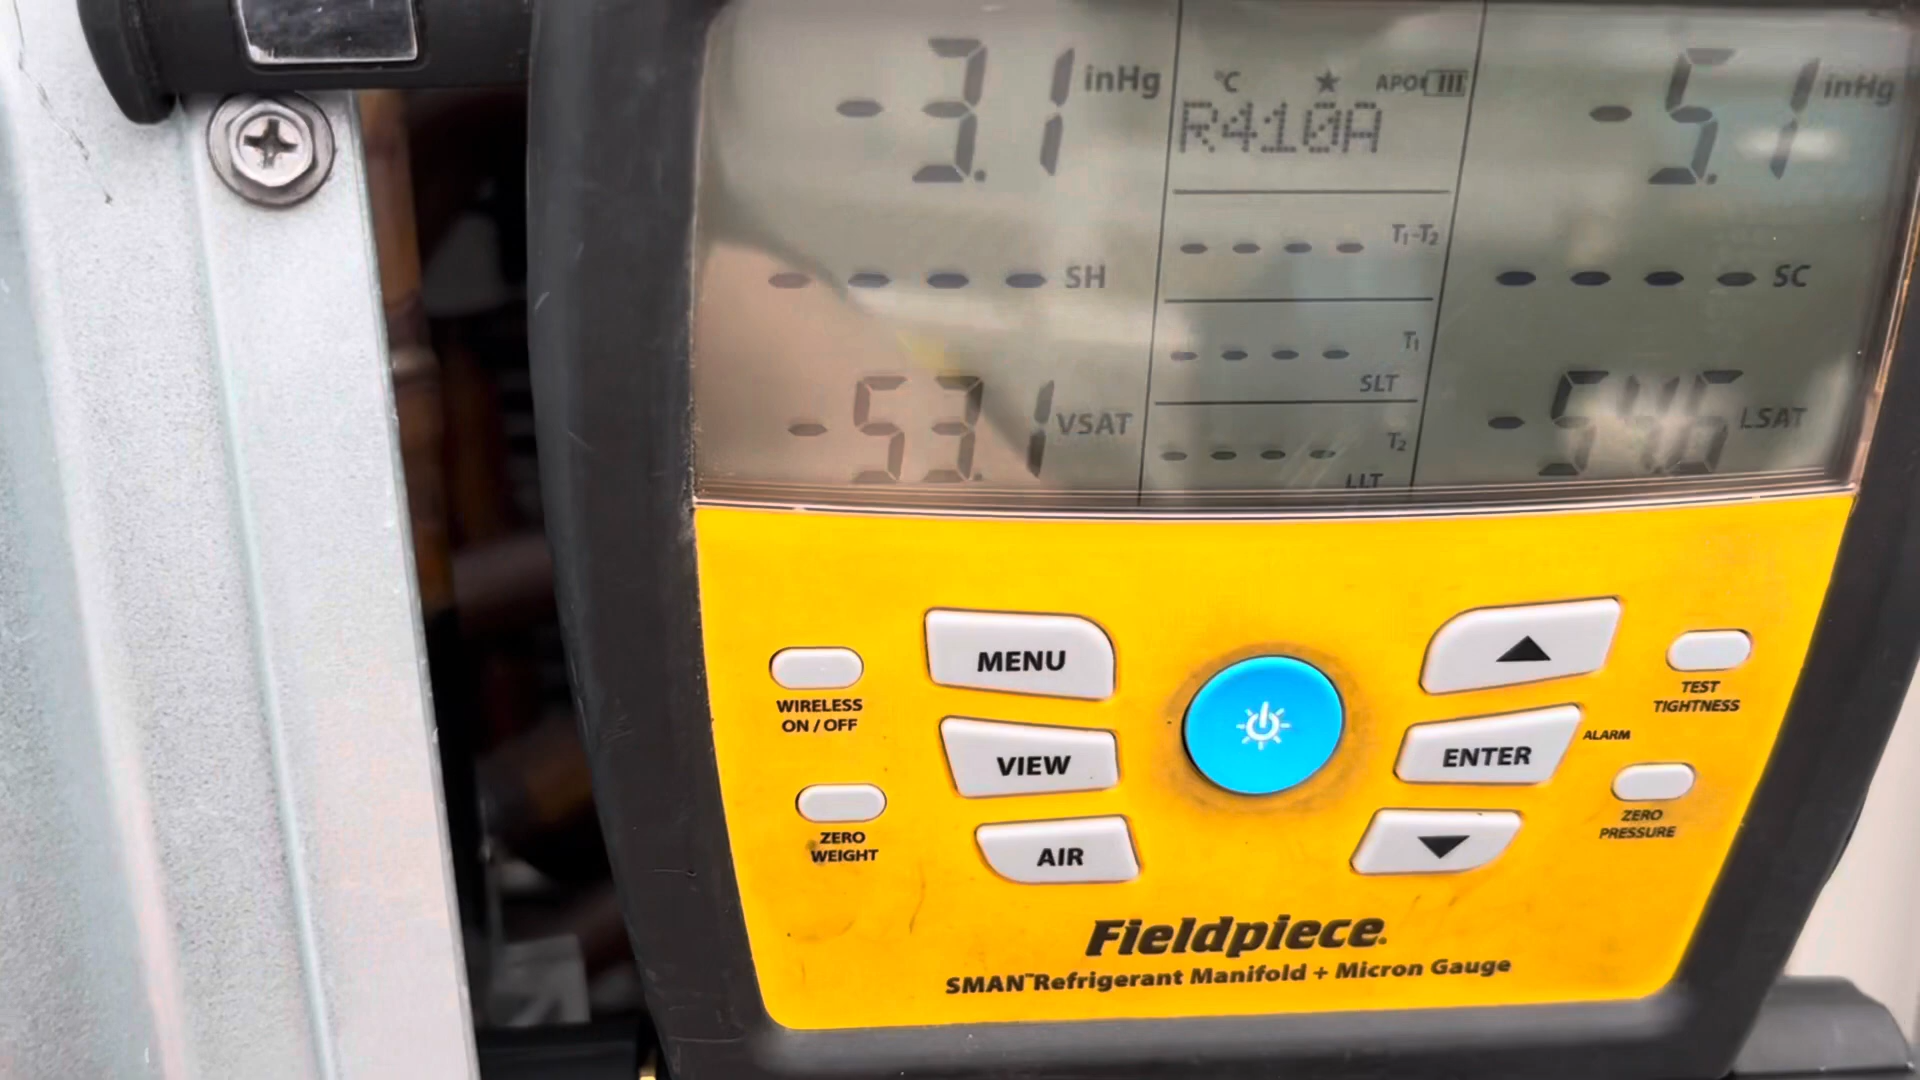 -3.1 inHg
°C ★ APO
R410A
-5.1 inHg
---- SH
---- T1-T2
---- SC
---- T1
SLT
-53.1 VSAT
---- T2
LLT
LSAT
MENU
VIEW
AIR
WIRELESS
ON / OFF
ZERO
WEIGHT
ENTER
TEST
TIGHTNESS
ALARM
ZERO
PRESSURE
Fieldpiece®
SMAN™ Refrigerant Manifold + Micron Gauge